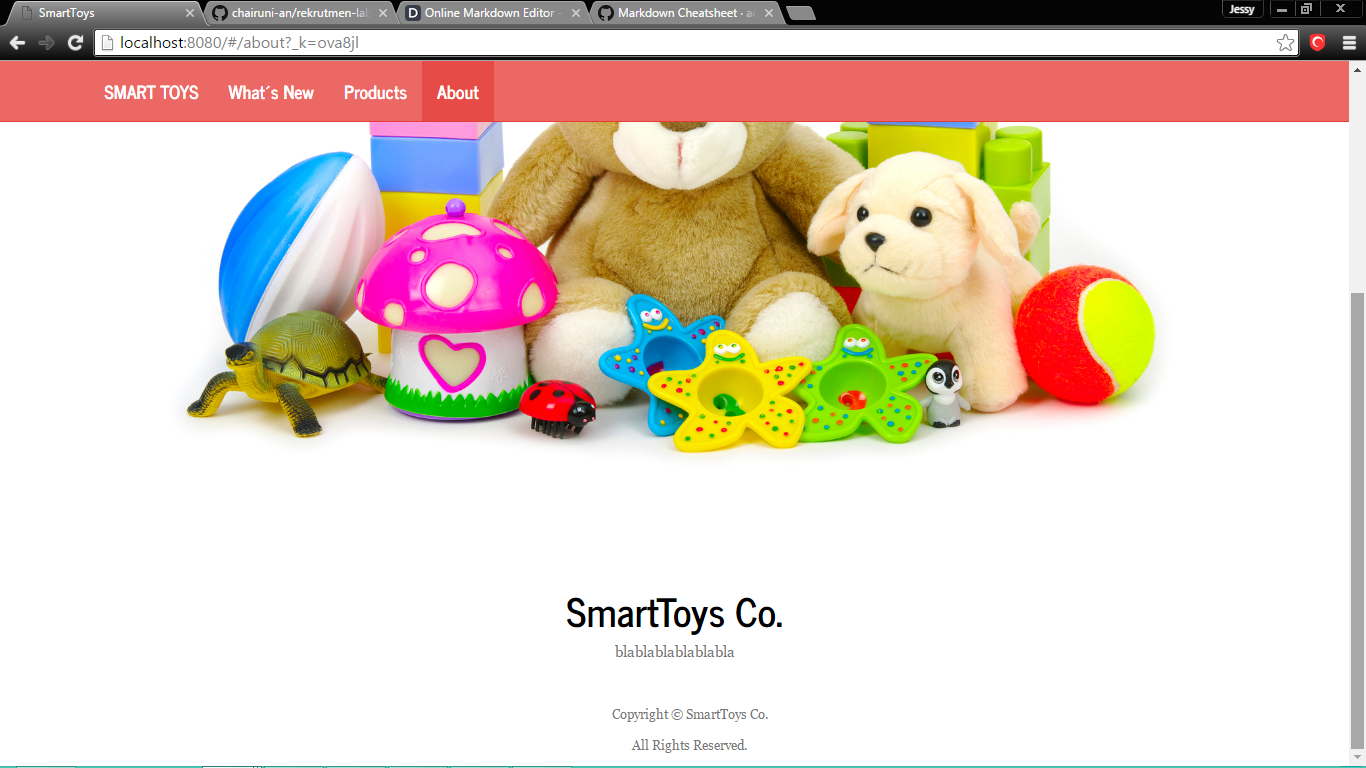 SmartToys
chairuni-an/rekrutmen-lab
Online Markdown Editor -
Markdown Cheatsheet · a
Jessy
localhost:8080/#/about?_k=ova8jl
SMART TOYS What´s New Products About
SmartToys Co.
blablablablablabla
Copyright © SmartToys Co.
All Rights Reserved.